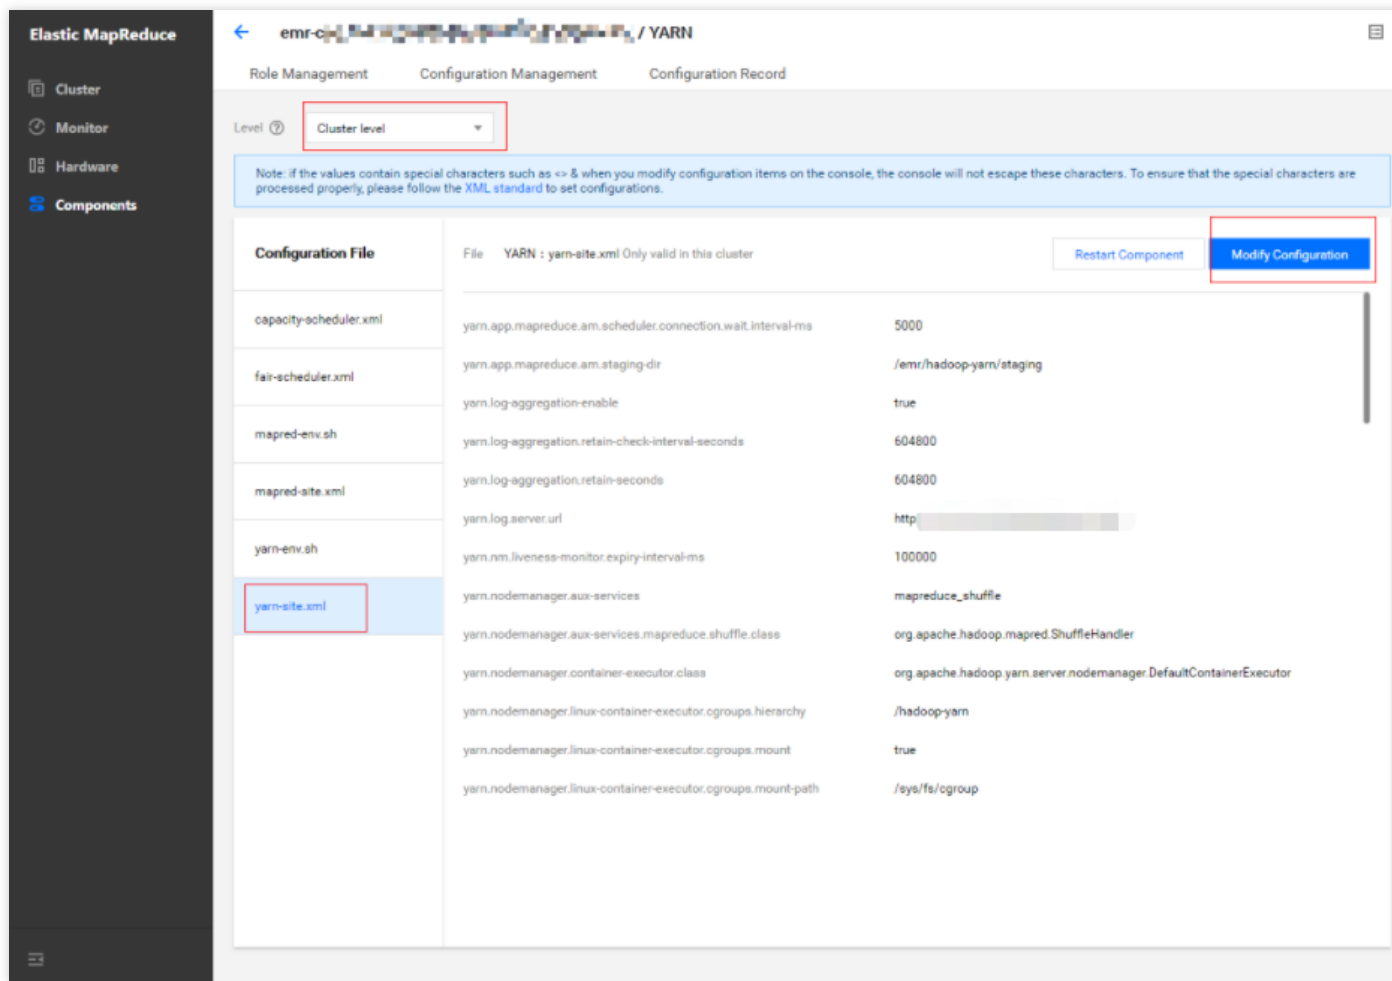 Elastic MapReduce
Cluster
Monitor
Hardware
Components
/ YARN
Role Management Configuration Management Configuration Record
Level Cluster level
Note: if the values contain special characters such as <> & when you modify configuration items on the console, the console will not escape these characters. To ensure that the special characters are
processed properly, please follow the XML standard to set configurations.
Configuration File
capacity-scheduler.xml
fair-scheduler.xml
mapred-env.sh
mapred-site.xml
yarn-env.sh
yarn-site.xml
File YARN : yarn-site.xml Only valid in this cluster
Restart Component Modify Configuration
yarn.app.mapreduce.am.scheduler.connection.wait.interval-ms 5000
yarn.app.mapreduce.am.staging-dir /emr/hadoop-yarn/staging
yarn.log-aggregation-enable true
yarn.log-aggregation.retain-check-interval-seconds 604800
yarn.log-aggregation.retain-seconds 604800
yarn.log.server.url http
yarn.nm.liveness-monitor.expiry-interval-ms 100000
yarn.nodemanager.aux-services mapreduce_shuffle
yarn.nodemanager.aux-services.mapreduce.shuffle.class org.apache.hadoop.mapred.ShuffleHandler
yarn.nodemanager.container-executor.class org.apache.hadoop.yarn.server.nodemanager.DefaultContainerExecutor
yarn.nodemanager.linux-container-executor.cgroups.hierarchy /hadoop-yarn
yarn.nodemanager.linux-container-executor.cgroups.mount true
yarn.nodemanager.linux-container-executor.cgroups.mount-path /sys/fs/cgroup